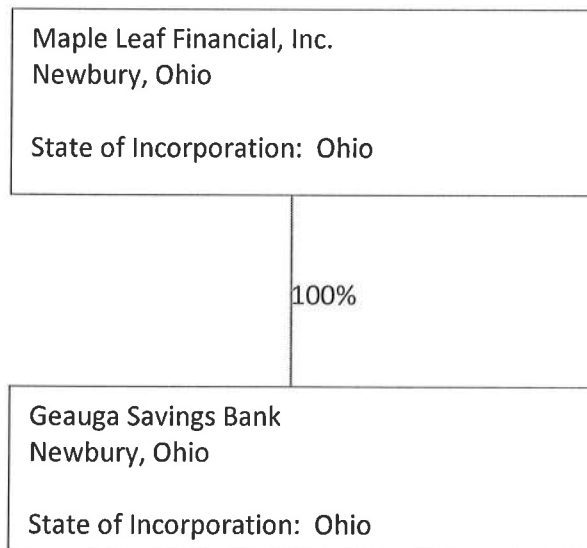 Maple Leaf Financial, Inc.
Newbury, Ohio
State of Incorporation: Ohio
100%
Geauga Savings Bank
Newbury, Ohio
State of Incorporation: Ohio